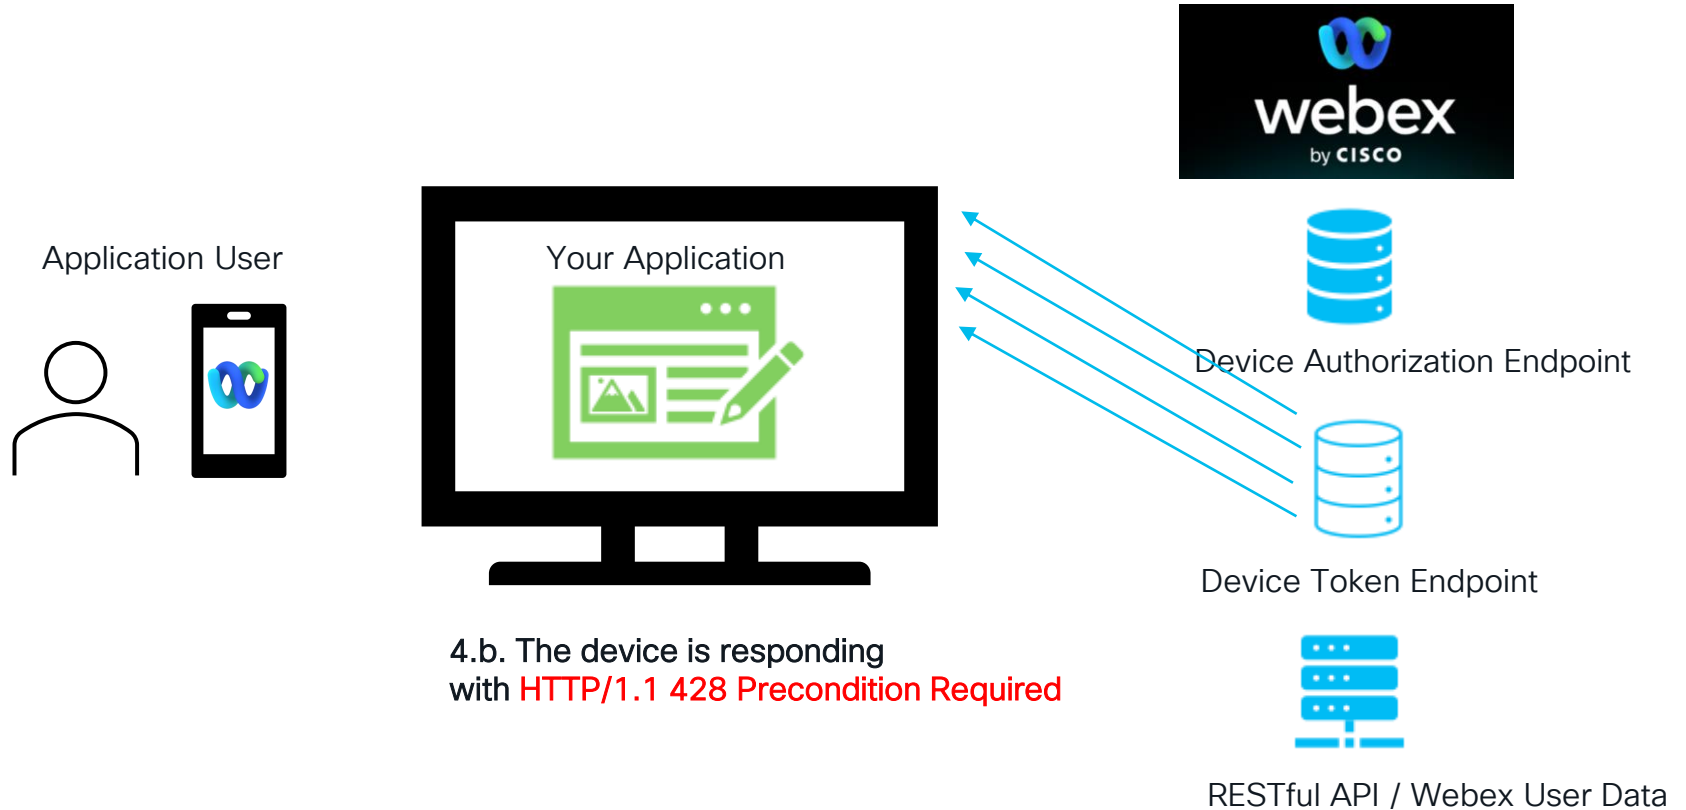 webex
by CISCO
Application User
Your Application
Device Authorization Endpoint
Device Token Endpoint
4.b. The device is responding
with HTTP/1.1 428 Precondition Required
RESTful API / Webex User Data